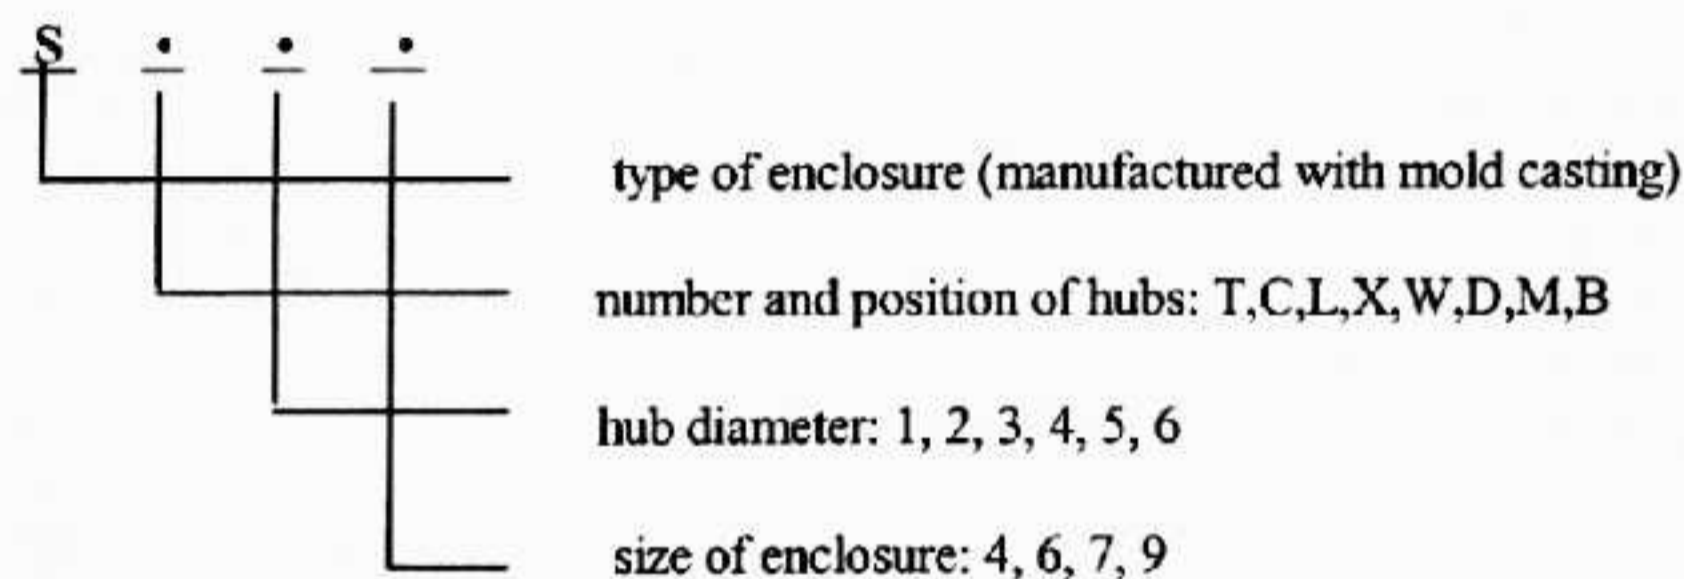 S • • •
type of enclosure (manufactured with mold casting)
number and position of hubs: T,C,L,X,W,D,M,B
hub diameter: 1, 2, 3, 4, 5, 6
size of enclosure: 4, 6, 7, 9